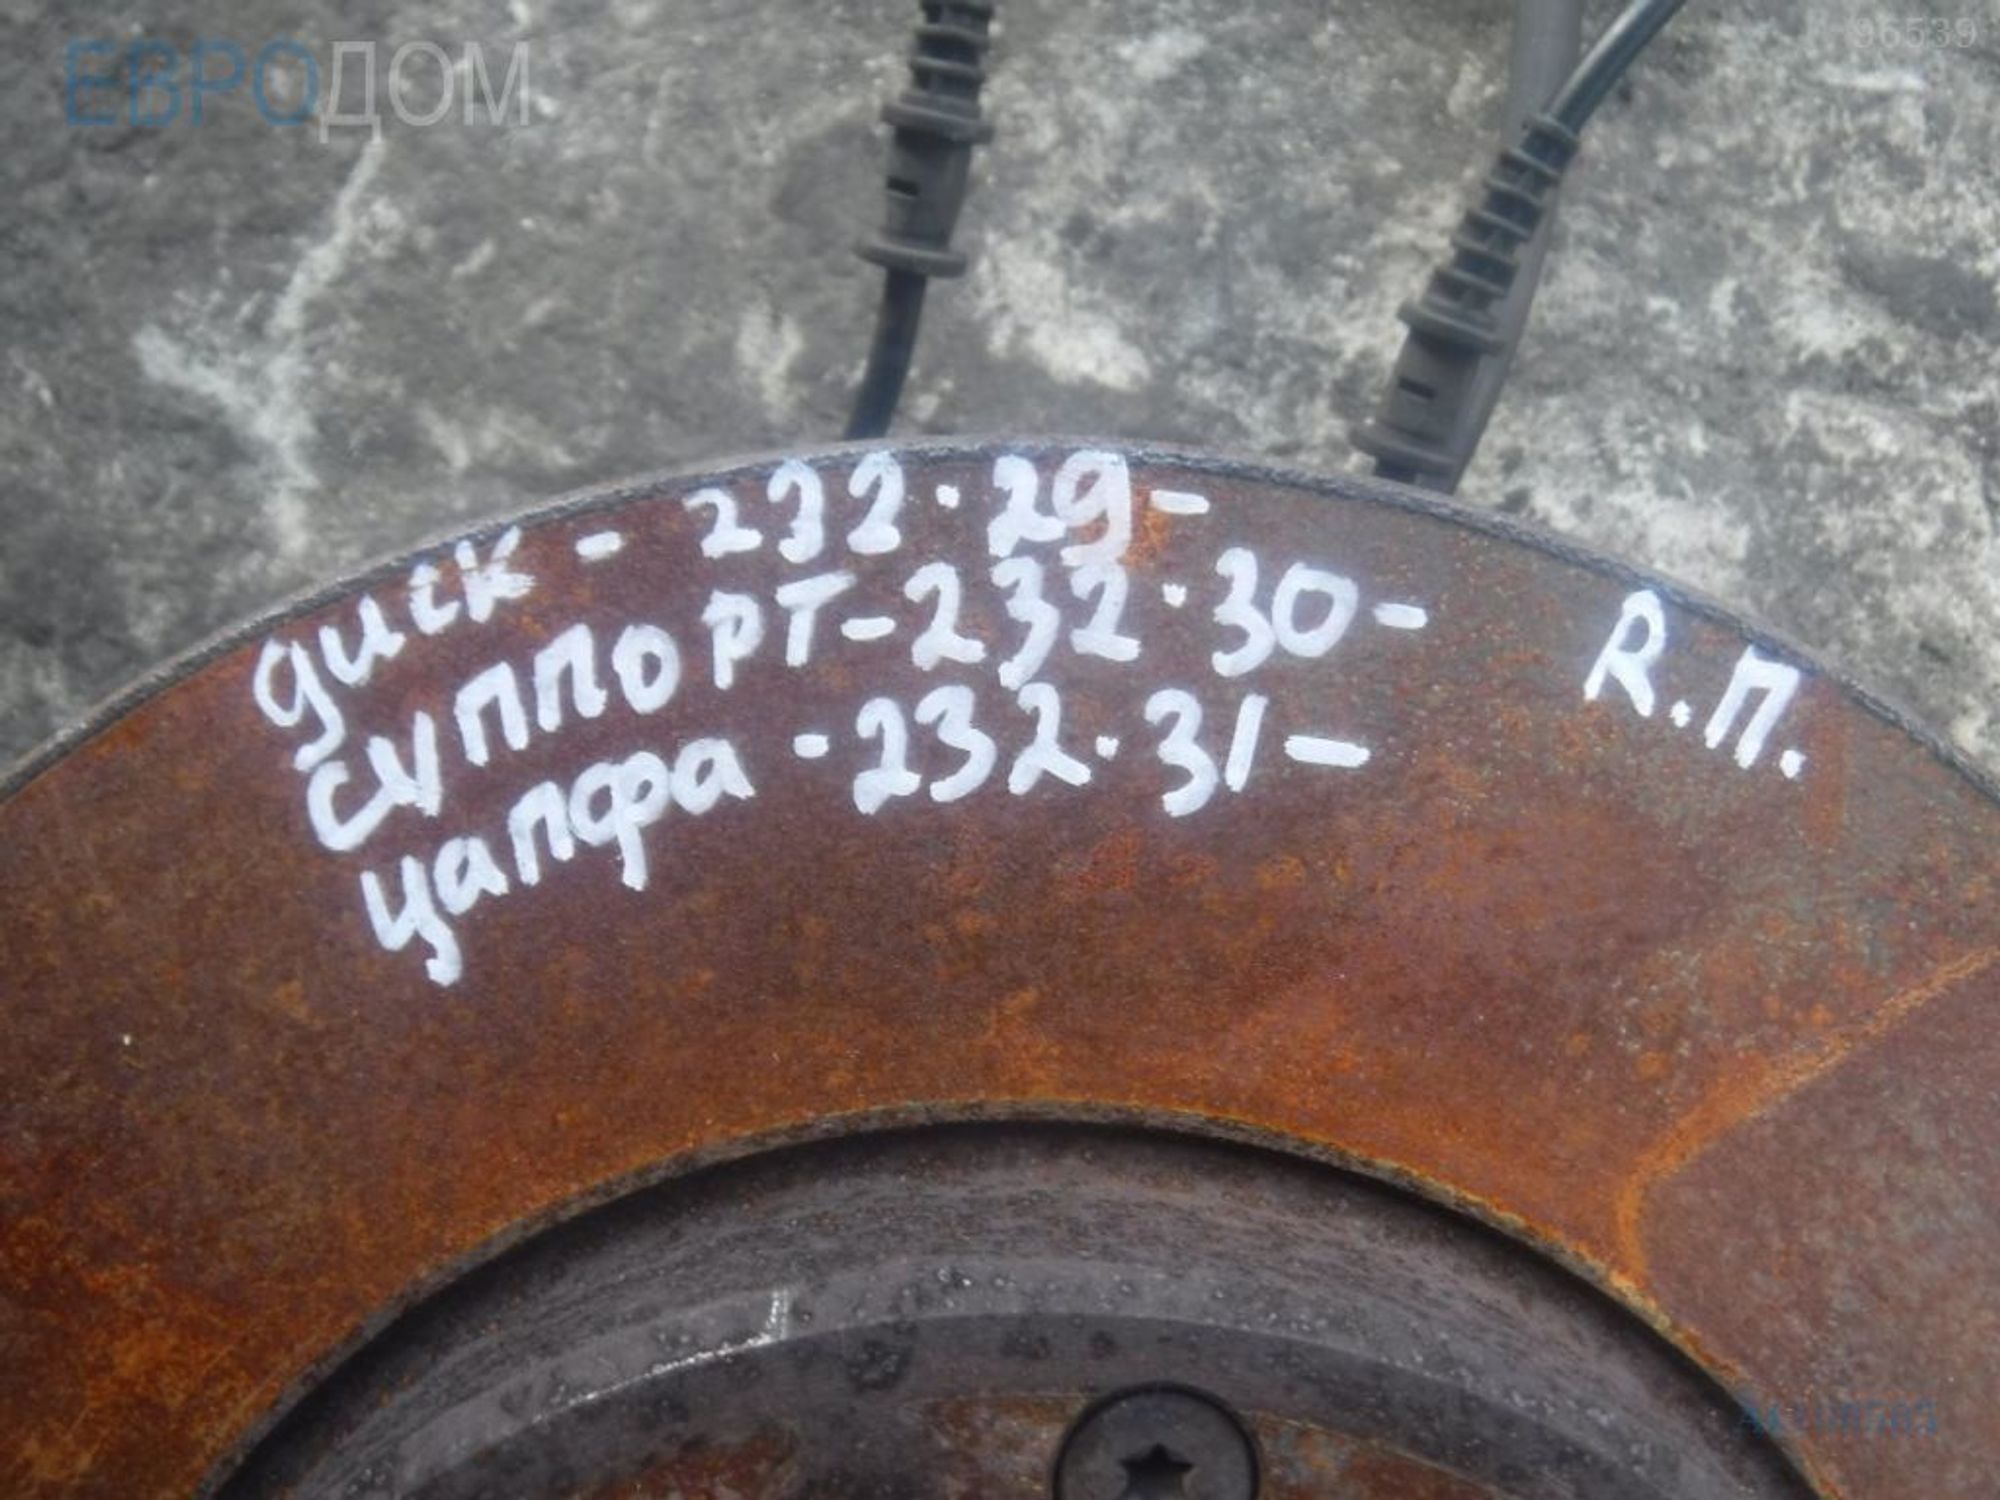 ЕВРОДОМ
96539
диск - 232.29-
суппорт-232.30-
цапфа -232.31-
R.П.